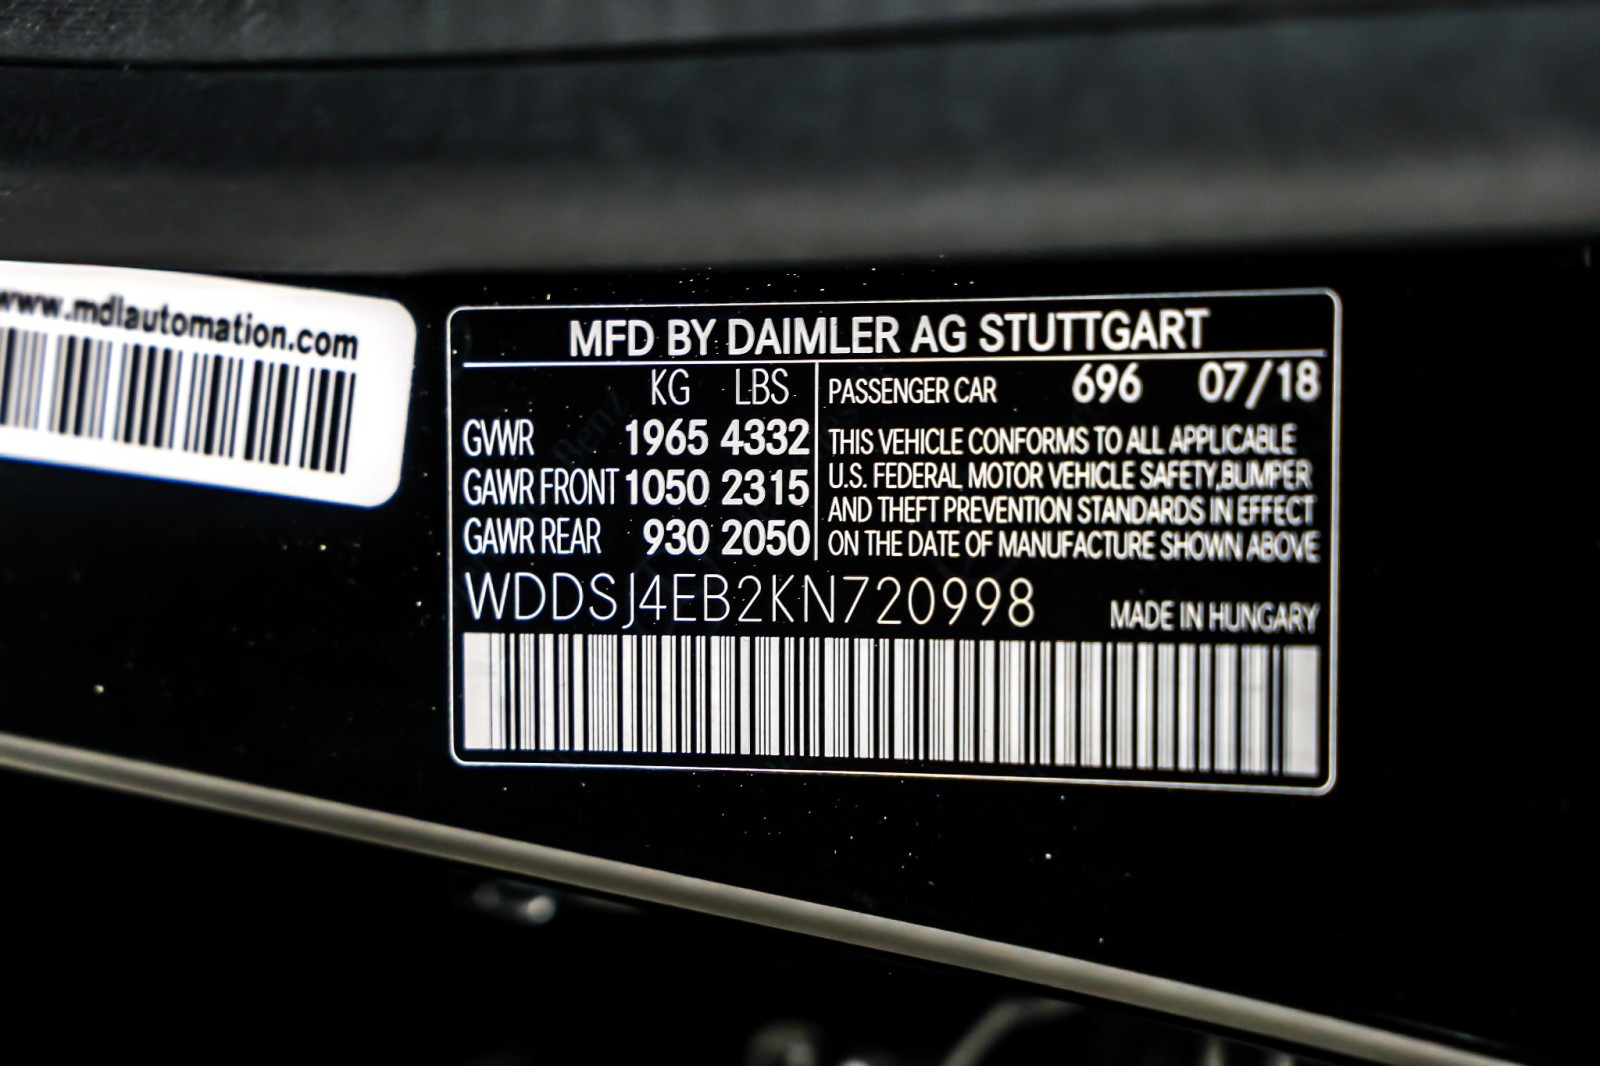 www.mdlautomation.com
MFD BY DAIMLER AG STUTTGART
KG LBS
GVWR 1965 4332
GAWR FRONT 1050 2315
GAWR REAR 930 2050
PASSENGER CAR 696 07/18
THIS VEHICLE CONFORMS TO ALL APPLICABLE
U.S. FEDERAL MOTOR VEHICLE SAFETY,BUMPER
AND THEFT PREVENTION STANDARDS IN EFFECT
ON THE DATE OF MANUFACTURE SHOWN ABOVE
WDDSJ4EB2KN720998 MADE IN HUNGARY